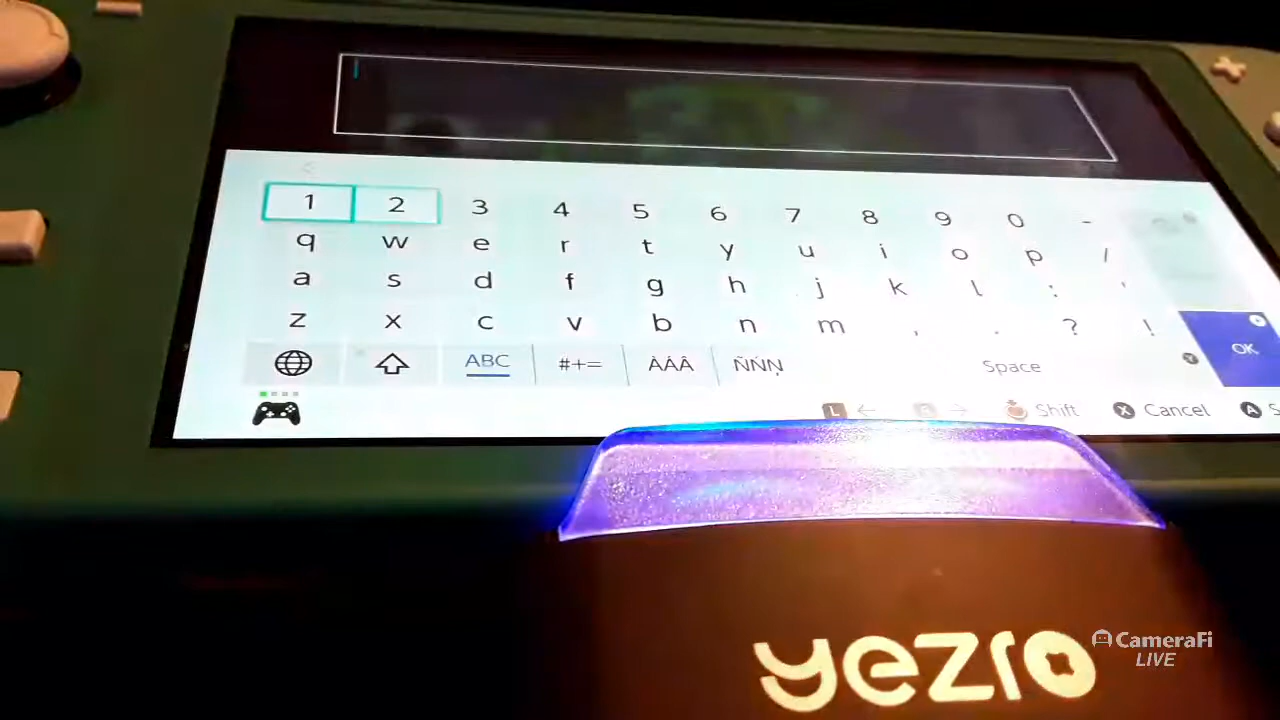 1 2 3 4 5 6 7 8 9 0 -
q w e r t y u i o p /
a s d f g h j k l : '
z x c v b n m , . ? !
ABC #+= ÀÁÂ ÑŃŅ Space OK
L ← → Shift X Cancel A
yezro
CameraFi
LIVE